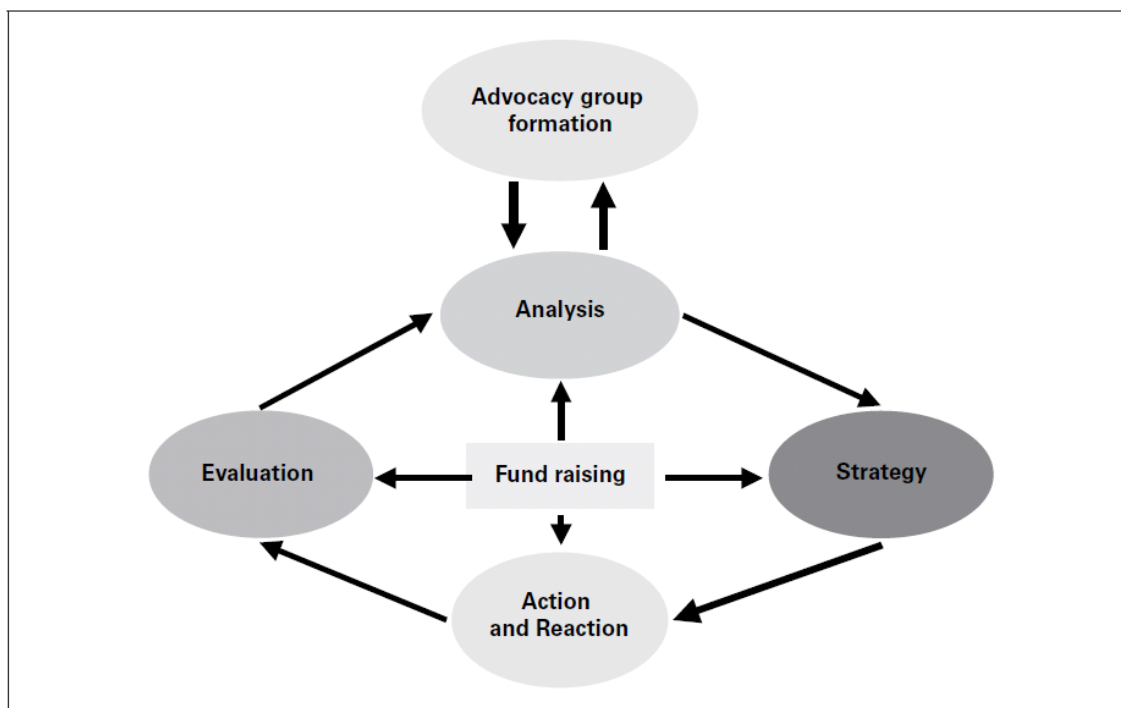 Advocacy group
formation
Analysis
Evaluation
Fund raising
Strategy
Action
and Reaction